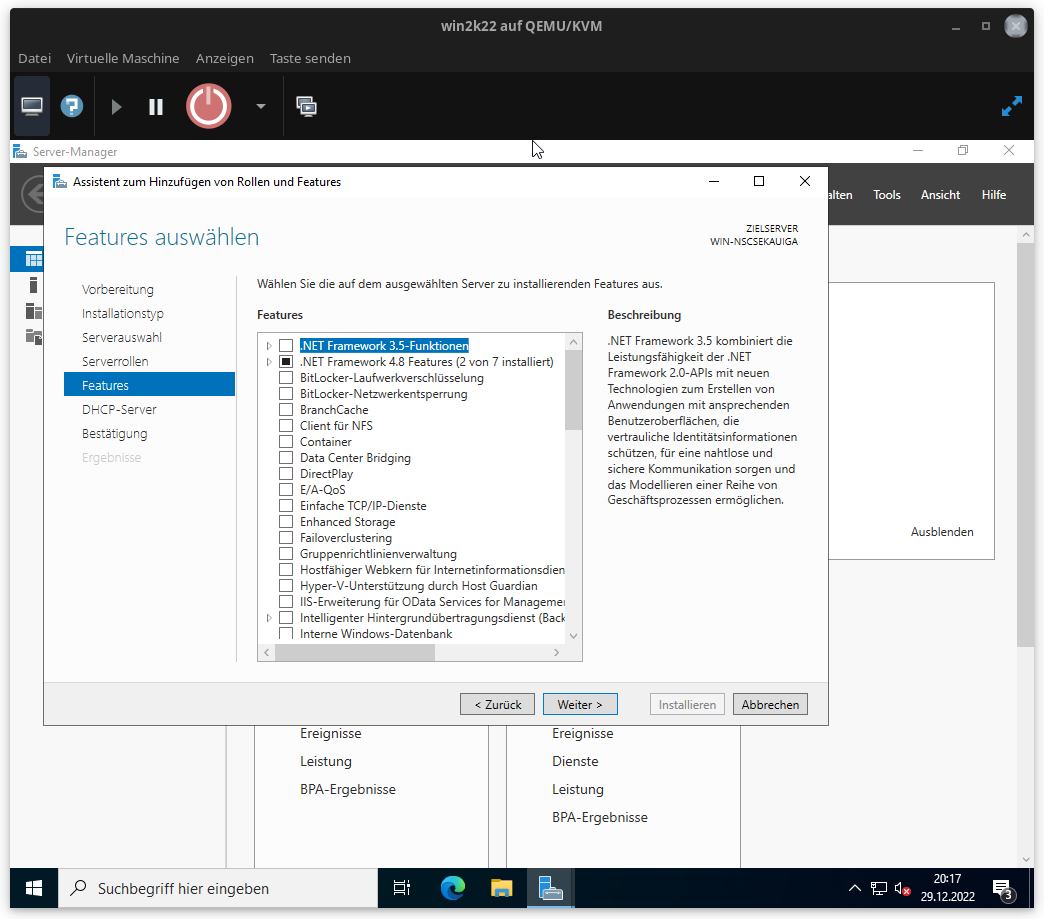 win2k22 auf QEMU/KVM
Datei Virtuelle Maschine Anzeigen Taste senden
Server-Manager
Assistent zum Hinzufügen von Rollen und Features
alten Tools Ansicht Hilfe
Features auswählen
ZIELSERVER
WIN-NSCSEKAUIGA
Vorbereitung
Installationstyp
Serverauswahl
Serverrollen
Features
DHCP-Server
Bestätigung
Ergebnisse
Wählen Sie die auf dem ausgewählten Server zu installierenden Features aus.
Features
.NET Framework 3.5-Funktionen
.NET Framework 4.8 Features (2 von 7 installiert)
BitLocker-Laufwerkverschlüsselung
BitLocker-Netzwerkentsperrung
BranchCache
Client für NFS
Container
Data Center Bridging
DirectPlay
E/A-QoS
Einfache TCP/IP-Dienste
Enhanced Storage
Failoverclustering
Gruppenrichtlinienverwaltung
Hostfähiger Webkern für Internetinformationsdien
Hyper-V-Unterstützung durch Host Guardian
IIS-Erweiterung für OData Services for Manageme
Intelligenter Hintergrundübertragungsdienst (Back
Interne Windows-Datenbank
Beschreibung
.NET Framework 3.5 kombiniert die
Leistungsfähigkeit der .NET
Framework 2.0-APIs mit neuen
Technologien zum Erstellen von
Anwendungen mit ansprechenden
Benutzeroberflächen, die
vertrauliche Identitätsinformationen
schützen, für eine nahtlose und
sichere Kommunikation sorgen und
das Modellieren einer Reihe von
Geschäftsprozessen ermöglichen.
Ausblenden
< Zurück Weiter > Installieren Abbrechen
Ereignisse
Leistung
BPA-Ergebnisse
Ereignisse
Dienste
Leistung
BPA-Ergebnisse
Suchbegriff hier eingeben
20:17
29.12.2022
3